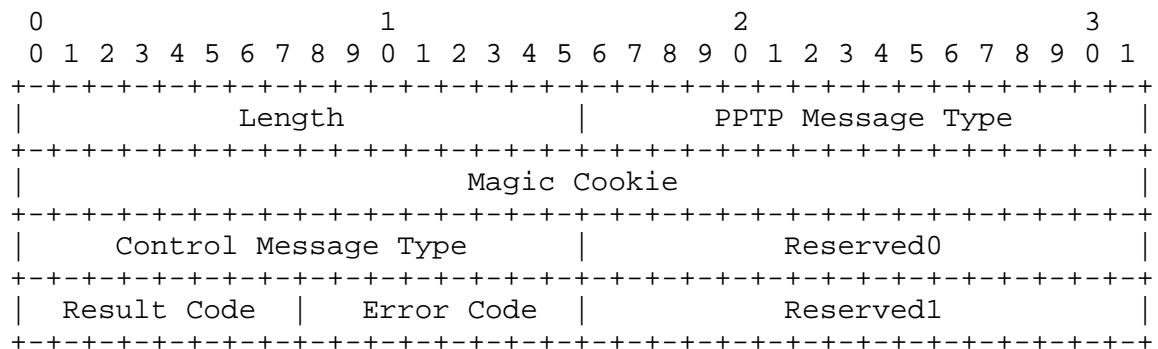 0                   1                   2                   3
 0 1 2 3 4 5 6 7 8 9 0 1 2 3 4 5 6 7 8 9 0 1 2 3 4 5 6 7 8 9 0 1
+-+-+-+-+-+-+-+-+-+-+-+-+-+-+-+-+-+-+-+-+-+-+-+-+-+-+-+-+-+-+-+-+
|            Length             |       PPTP Message Type       |
+-+-+-+-+-+-+-+-+-+-+-+-+-+-+-+-+-+-+-+-+-+-+-+-+-+-+-+-+-+-+-+-+
|                         Magic Cookie                          |
+-+-+-+-+-+-+-+-+-+-+-+-+-+-+-+-+-+-+-+-+-+-+-+-+-+-+-+-+-+-+-+-+
|     Control Message Type      |           Reserved0           |
+-+-+-+-+-+-+-+-+-+-+-+-+-+-+-+-+-+-+-+-+-+-+-+-+-+-+-+-+-+-+-+-+
|  Result Code  |   Error Code  |           Reserved1           |
+-+-+-+-+-+-+-+-+-+-+-+-+-+-+-+-+-+-+-+-+-+-+-+-+-+-+-+-+-+-+-+-+